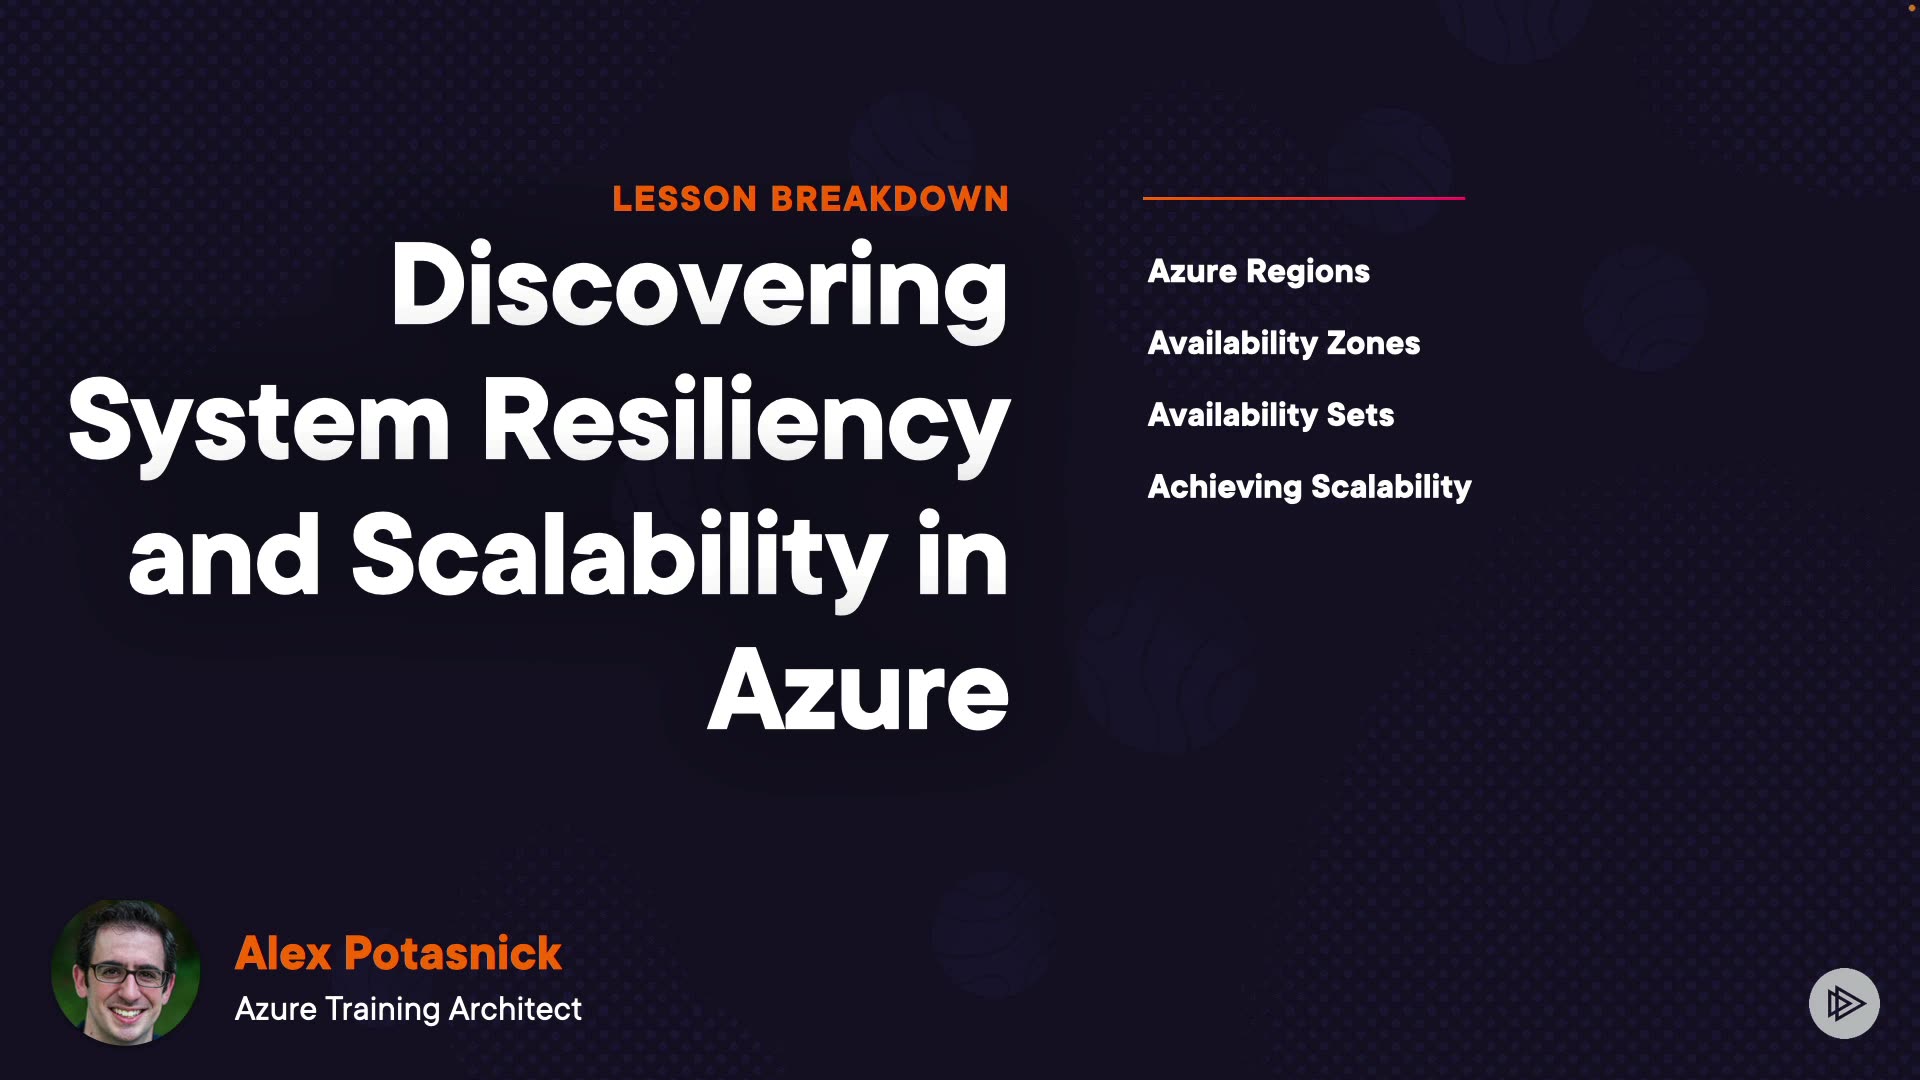 LESSON BREAKDOWN
Discovering
System Resiliency
and Scalability in
Azure
Azure Regions
Availability Zones
Availability Sets
Achieving Scalability
Alex Potasnick
Azure Training Architect